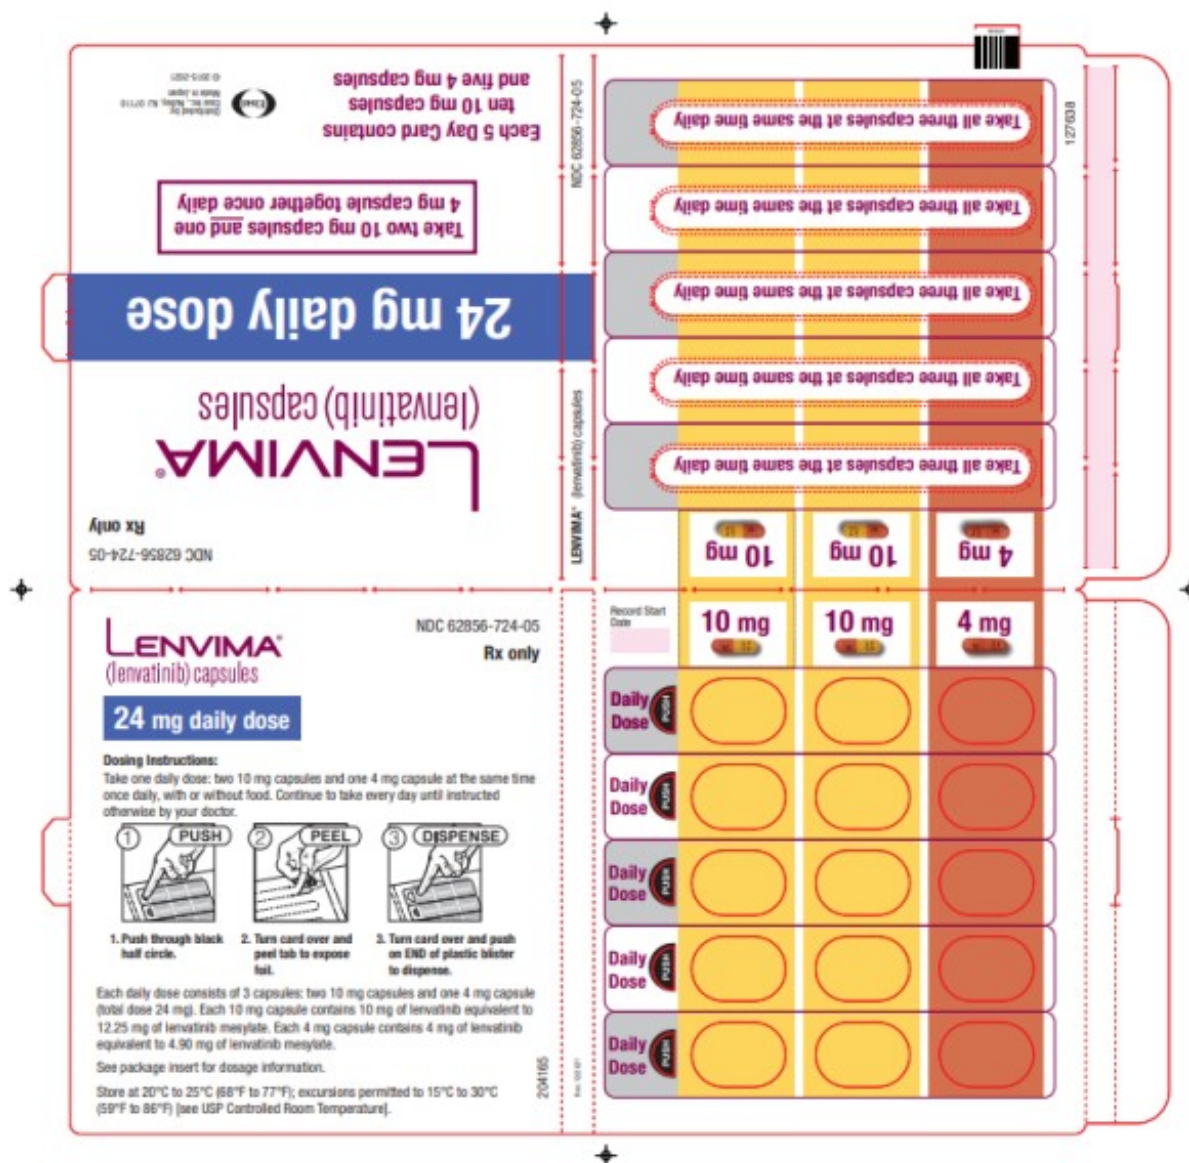 Distributed by:
Eisai Inc., Nutley, NJ 07110
Made in Japan
© 2015-2021
Eisai
Each 5 Day Card contains
ten 10 mg capsules
and five 4 mg capsules
Take two 10 mg capsules and one
4 mg capsule together once daily
24 mg daily dose
LENVIMA®
(lenvatinib) capsules
Rx only
NDC 62856-724-05
NDC 62856-724-05
LENVIMA® (lenvatinib) capsules
Take all three capsules at the same time daily
Take all three capsules at the same time daily
Take all three capsules at the same time daily
Take all three capsules at the same time daily
Take all three capsules at the same time daily
127638
10 mg
10 mg
4 mg
LENVIMA®
(lenvatinib) capsules
NDC 62856-724-05
Rx only
24 mg daily dose
Dosing Instructions:
Take one daily dose: two 10 mg capsules and one 4 mg capsule at the same time
once daily, with or without food. Continue to take every day until instructed
otherwise by your doctor.
1 PUSH
2 PEEL
3 DISPENSE
1. Push through black
half circle.
2. Turn card over and
peel tab to expose
foil.
3. Turn card over and push
on END of plastic blister
to dispense.
Each daily dose consists of 3 capsules: two 10 mg capsules and one 4 mg capsule
(total dose 24 mg). Each 10 mg capsule contains 10 mg of lenvatinib equivalent to
12.25 mg of lenvatinib mesylate. Each 4 mg capsule contains 4 mg of lenvatinib
equivalent to 4.90 mg of lenvatinib mesylate.
See package insert for dosage information.
Store at 20°C to 25°C (68°F to 77°F); excursions permitted to 15°C to 30°C
(59°F to 86°F) [see USP Controlled Room Temperature].
204165
Record Start
Date
10 mg
10 mg
4 mg
Daily
Dose
PUSH
Daily
Dose
PUSH
Daily
Dose
PUSH
Daily
Dose
PUSH
Daily
Dose
PUSH